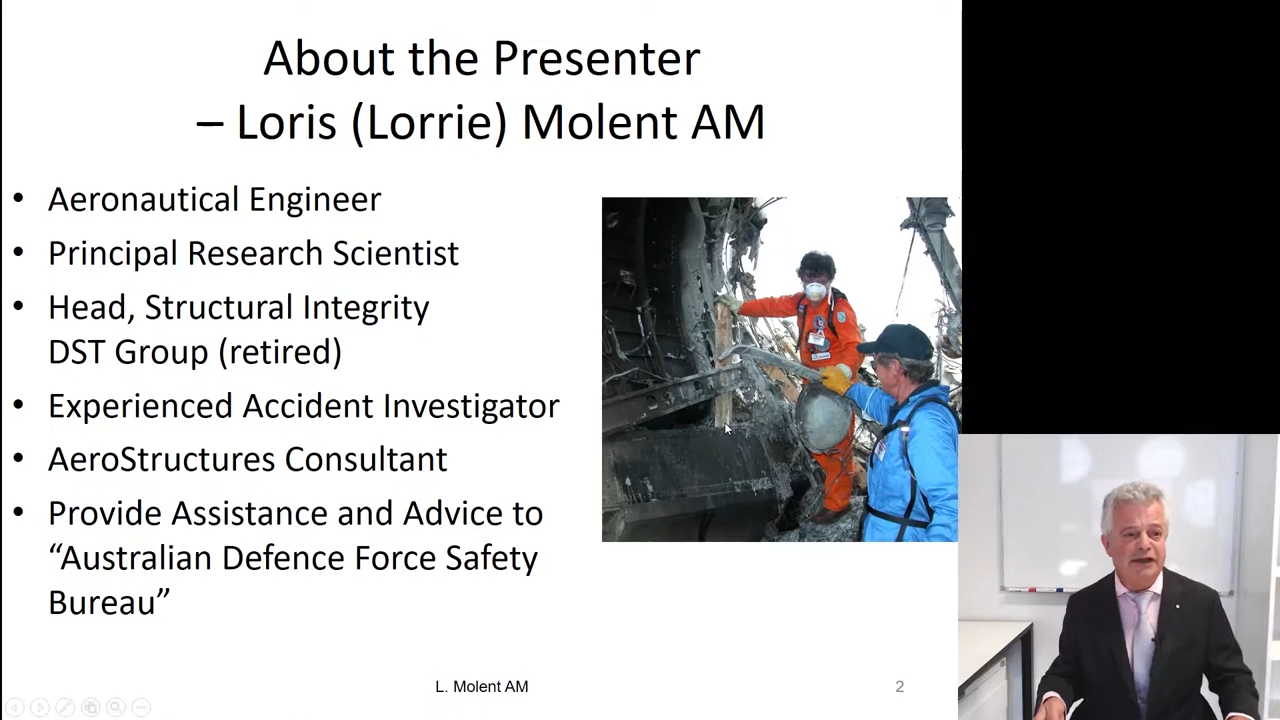 About the Presenter
– Loris (Lorrie) Molent AM
• Aeronautical Engineer
• Principal Research Scientist
• Head, Structural Integrity
DST Group (retired)
• Experienced Accident Investigator
• AeroStructures Consultant
• Provide Assistance and Advice to
“Australian Defence Force Safety
Bureau”
L. Molent AM
2